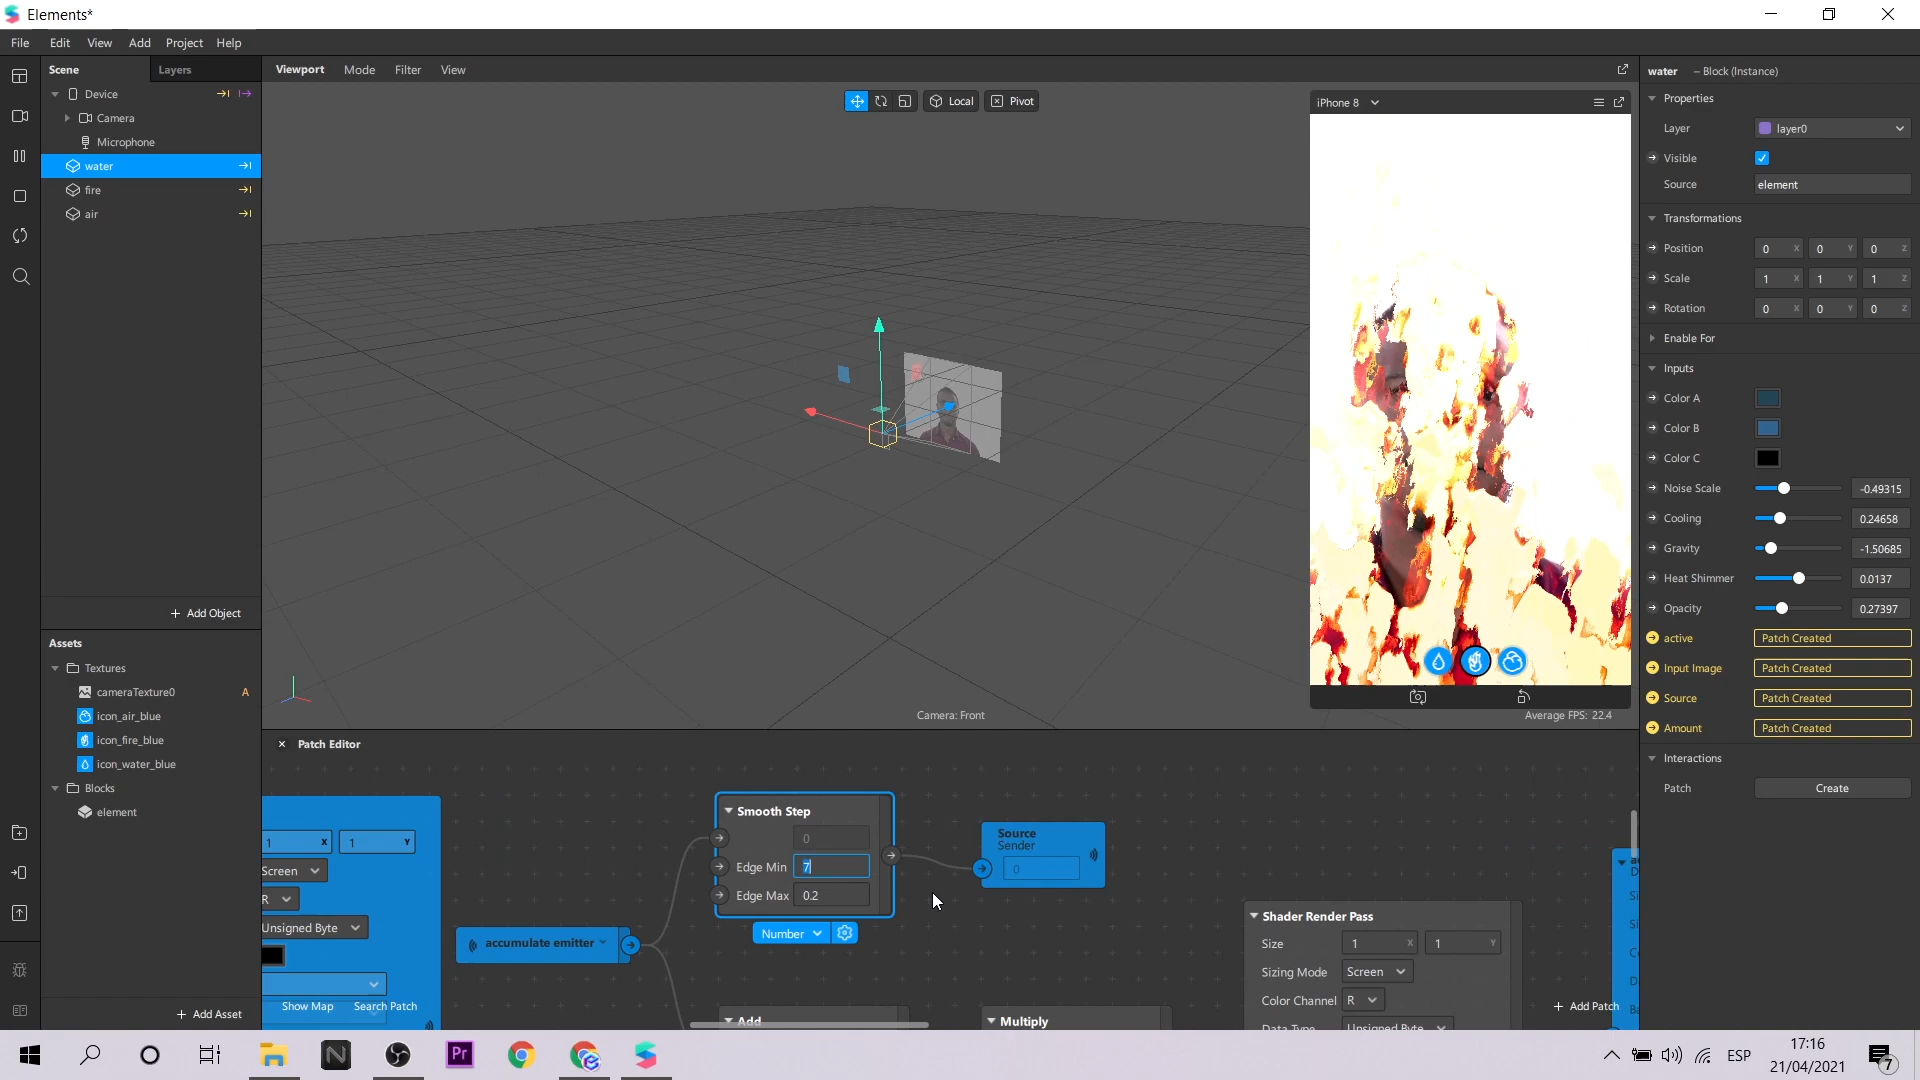 Elements*
File Edit View Add Project Help
Scene Layers
Device
Camera
Microphone
water
fire
air
+ Add Object
Assets
Textures
cameraTexture0 A
icon_air_blue
icon_fire_blue
icon_water_blue
Blocks
element
+ Add Asset
Viewport Mode Filter View
Local Pivot
Camera: Front
iPhone 8
Average FPS: 22.4
× Patch Editor
1 X 1 Y
Screen
R
Unsigned Byte
Show Map Search Patch
accumulate emitter
Smooth Step
0
Edge Min 7
Edge Max 0.2
Number
Source
Sender
0
Add
Multiply
Shader Render Pass
Size 1 X 1 Y
Sizing Mode Screen
Color Channel R
Data Type Unsigned Byte
+ Add Patch
water – Block (Instance)
Properties
Layer layer0
Visible
Source element
Transformations
Position 0 X 0 Y 0 Z
Scale 1 X 1 Y 1 Z
Rotation 0 X 0 Y 0 Z
Enable For
Inputs
Color A
Color B
Color C
Noise Scale -0.49315
Cooling 0.24658
Gravity -1.50685
Heat Shimmer 0.0137
Opacity 0.27397
active Patch Created
Input Image Patch Created
Source Patch Created
Amount Patch Created
Interactions
Patch Create
N
Pr
ESP
17:16
21/04/2021
7